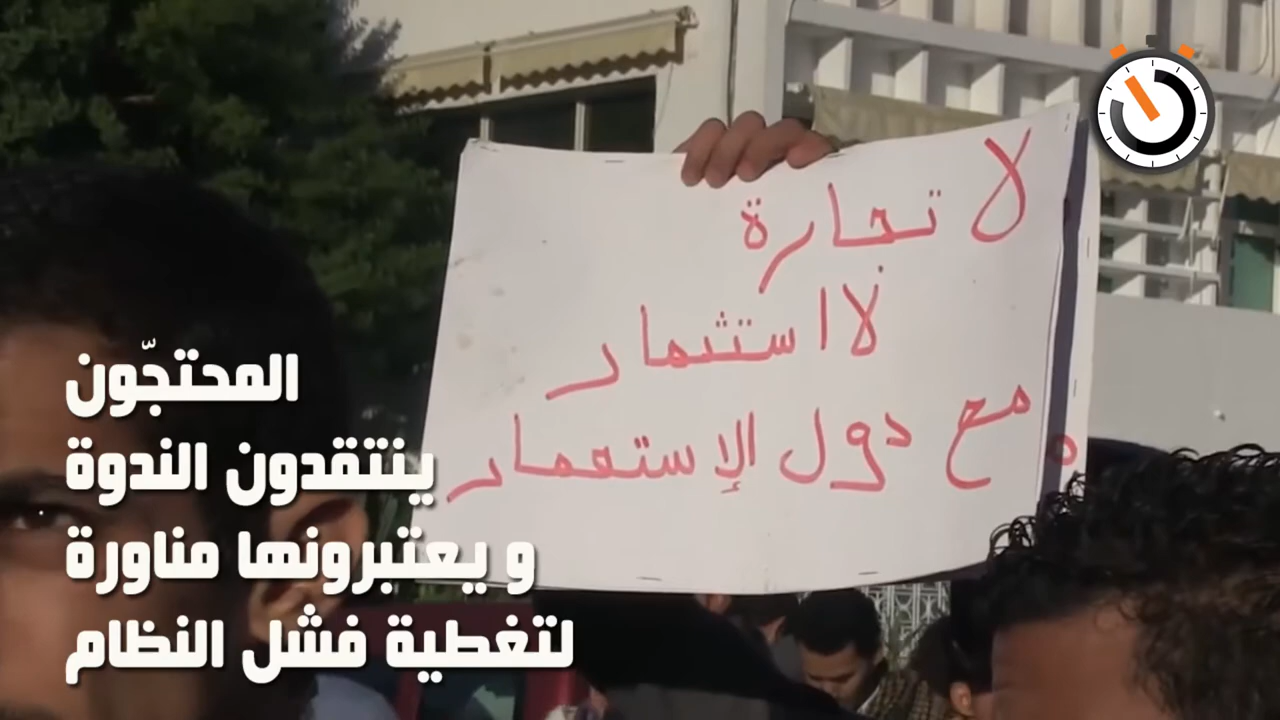 لا تجارة
لا استثمار
مع دول الإستعمار
المحتجّون
ينتقدون الندوة
و يعتبرونها مناورة
لتغطية فشل النظام